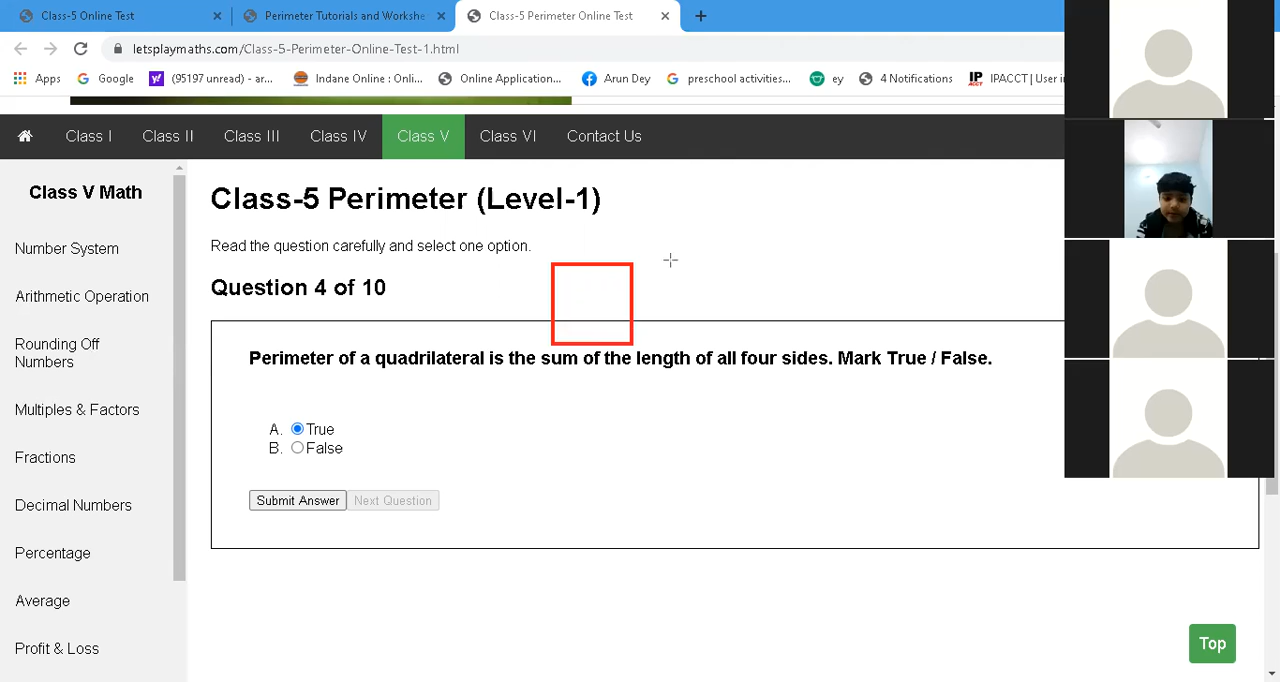 Class-5 Online Test
Perimeter Tutorials and Workshe
Class-5 Perimeter Online Test
letsplaymaths.com/Class-5-Perimeter-Online-Test-1.html
Apps Google (95197 unread) - ar... Indane Online : Onli... Online Application... Arun Dey preschool activities... ey 4 Notifications IP IPACCT | User in
IPACCT
Class I Class II Class III Class IV Class V Class VI Contact Us
Class V Math
Number System
Arithmetic Operation
Rounding Off
Numbers
Multiples & Factors
Fractions
Decimal Numbers
Percentage
Average
Profit & Loss
Class-5 Perimeter (Level-1)
Read the question carefully and select one option.
Question 4 of 10
Perimeter of a quadrilateral is the sum of the length of all four sides. Mark True / False.
A. True
B. False
Submit Answer Next Question
Top